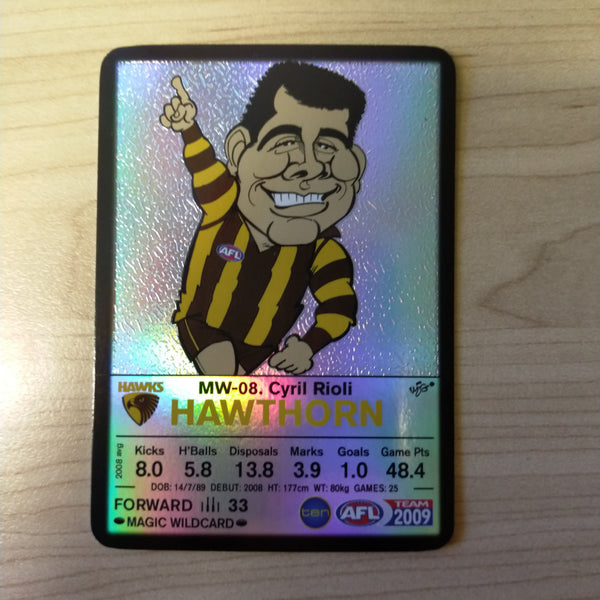 AFL
HAWKS
MW-08. Cyril Rioli
HAWTHORN
2008 avg
Kicks H'Balls Disposals Marks Goals Game Pts
8.0 5.8 13.8 3.9 1.0 48.4
DOB: 14/7/89 DEBUT: 2008 HT: 177cm WT: 80kg GAMES: 25
FORWARD 33
MAGIC WILDCARD
ten
AFL
TEAM
2009